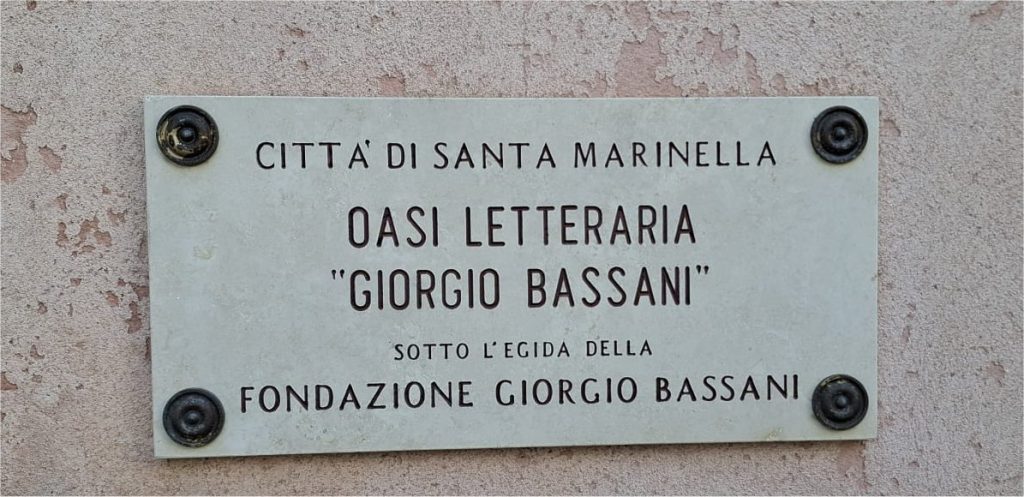 CITTA' DI SANTA MARINELLA
OASI LETTERARIA
"GIORGIO BASSANI"
SOTTO L'EGIDA DELLA
FONDAZIONE GIORGIO BASSANI